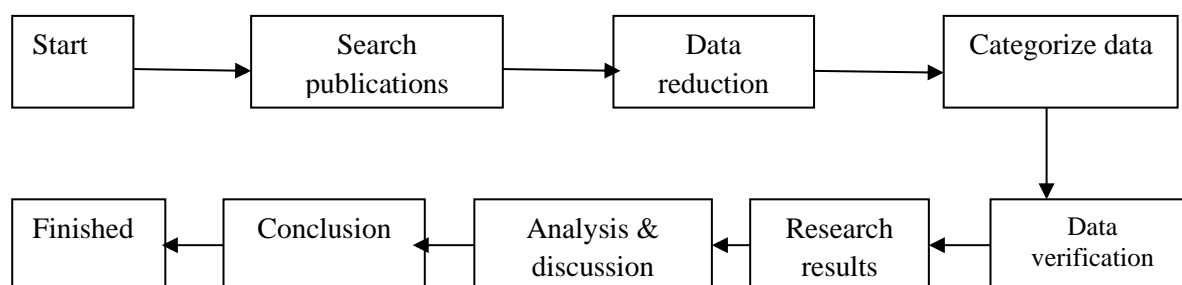 Start
Search
publications
Data
reduction
Categorize data
Data
verification
Research
results
Analysis &
discussion
Conclusion
Finished